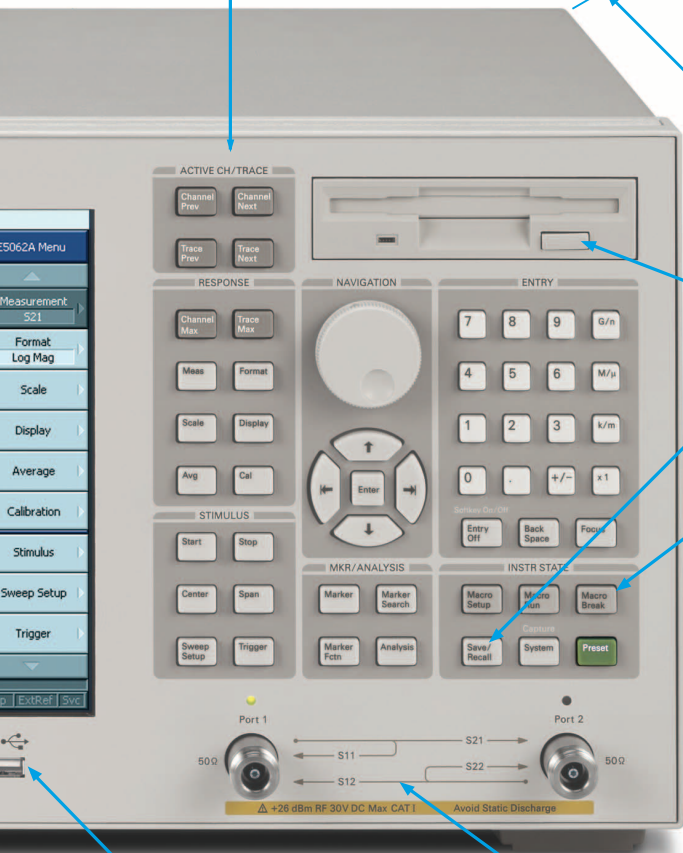 E5062A Menu
Measurement
S21
Format
Log Mag
Scale
Display
Average
Calibration
Stimulus
Sweep Setup
Trigger
ExtRef Svc
ACTIVE CH/TRACE
Channel Prev
Channel Next
Trace Prev
Trace Next
RESPONSE
Channel Max
Trace Max
Meas
Format
Scale
Display
Avg
Cal
STIMULUS
Start
Stop
Center
Span
Sweep Setup
Trigger
NAVIGATION
Enter
MKR/ANALYSIS
Marker
Marker Search
Marker Fctn
Analysis
ENTRY
7 8 9 G/n
4 5 6 M/µ
1 2 3 k/m
0 . +/- x1
Entry Off
Back Space
Focus
INSTR STATE
Macro Setup
Macro Run
Macro Break
Capture
Save/ Recall
System
Preset
Port 1
Port 2
50Ω
50Ω
S21
S11
S22
S12
⚠ +26 dBm RF 30V DC Max CAT I Avoid Static Discharge